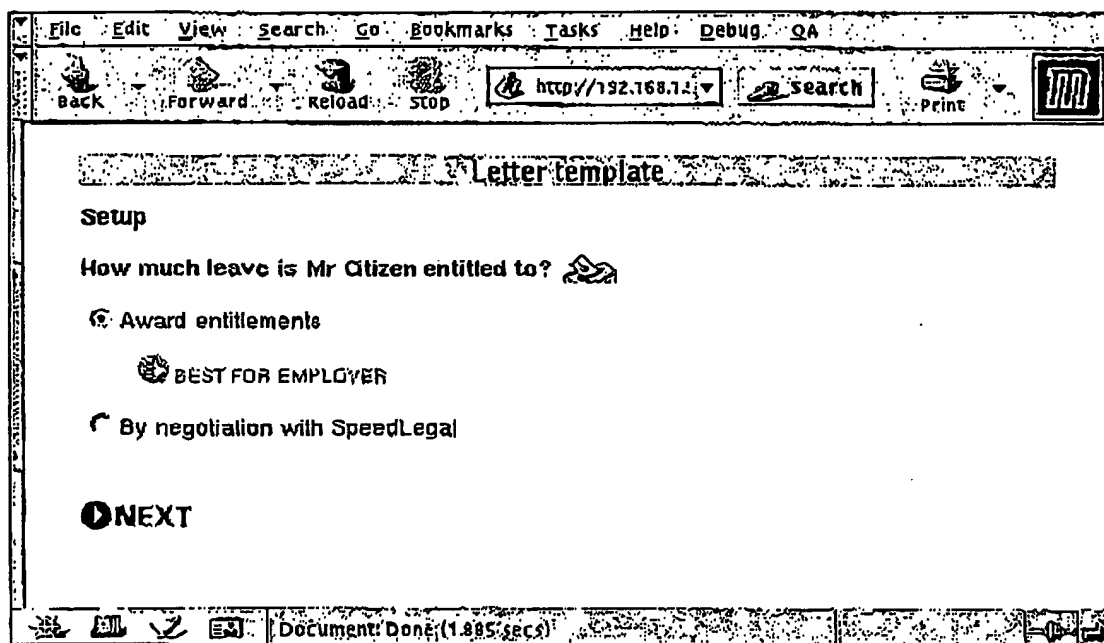 File Edit View Search Go Bookmarks Tasks Help Debug QA
Back Forward Reload Stop http://192.168.1. Search Print
Letter template
Setup
How much leave is Mr Citizen entitled to?
Award entitlements
BEST FOR EMPLOYER
By negotiation with SpeedLegal
NEXT
Document: Done (1.885 secs)